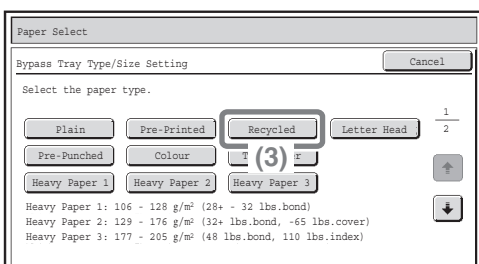 Paper Select
Bypass Tray Type/Size Setting Cancel
Select the paper type.
Plain Pre-Printed Recycled Letter Head 1
2
Pre-Punched Colour (3)
Heavy Paper 1 Heavy Paper 2 Heavy Paper 3
Heavy Paper 1: 106 - 128 g/m² (28+ - 32 lbs.bond)
Heavy Paper 2: 129 - 176 g/m² (32+ lbs.bond, -65 lbs.cover)
Heavy Paper 3: 177 - 205 g/m² (48 lbs.bond, 110 lbs.index)